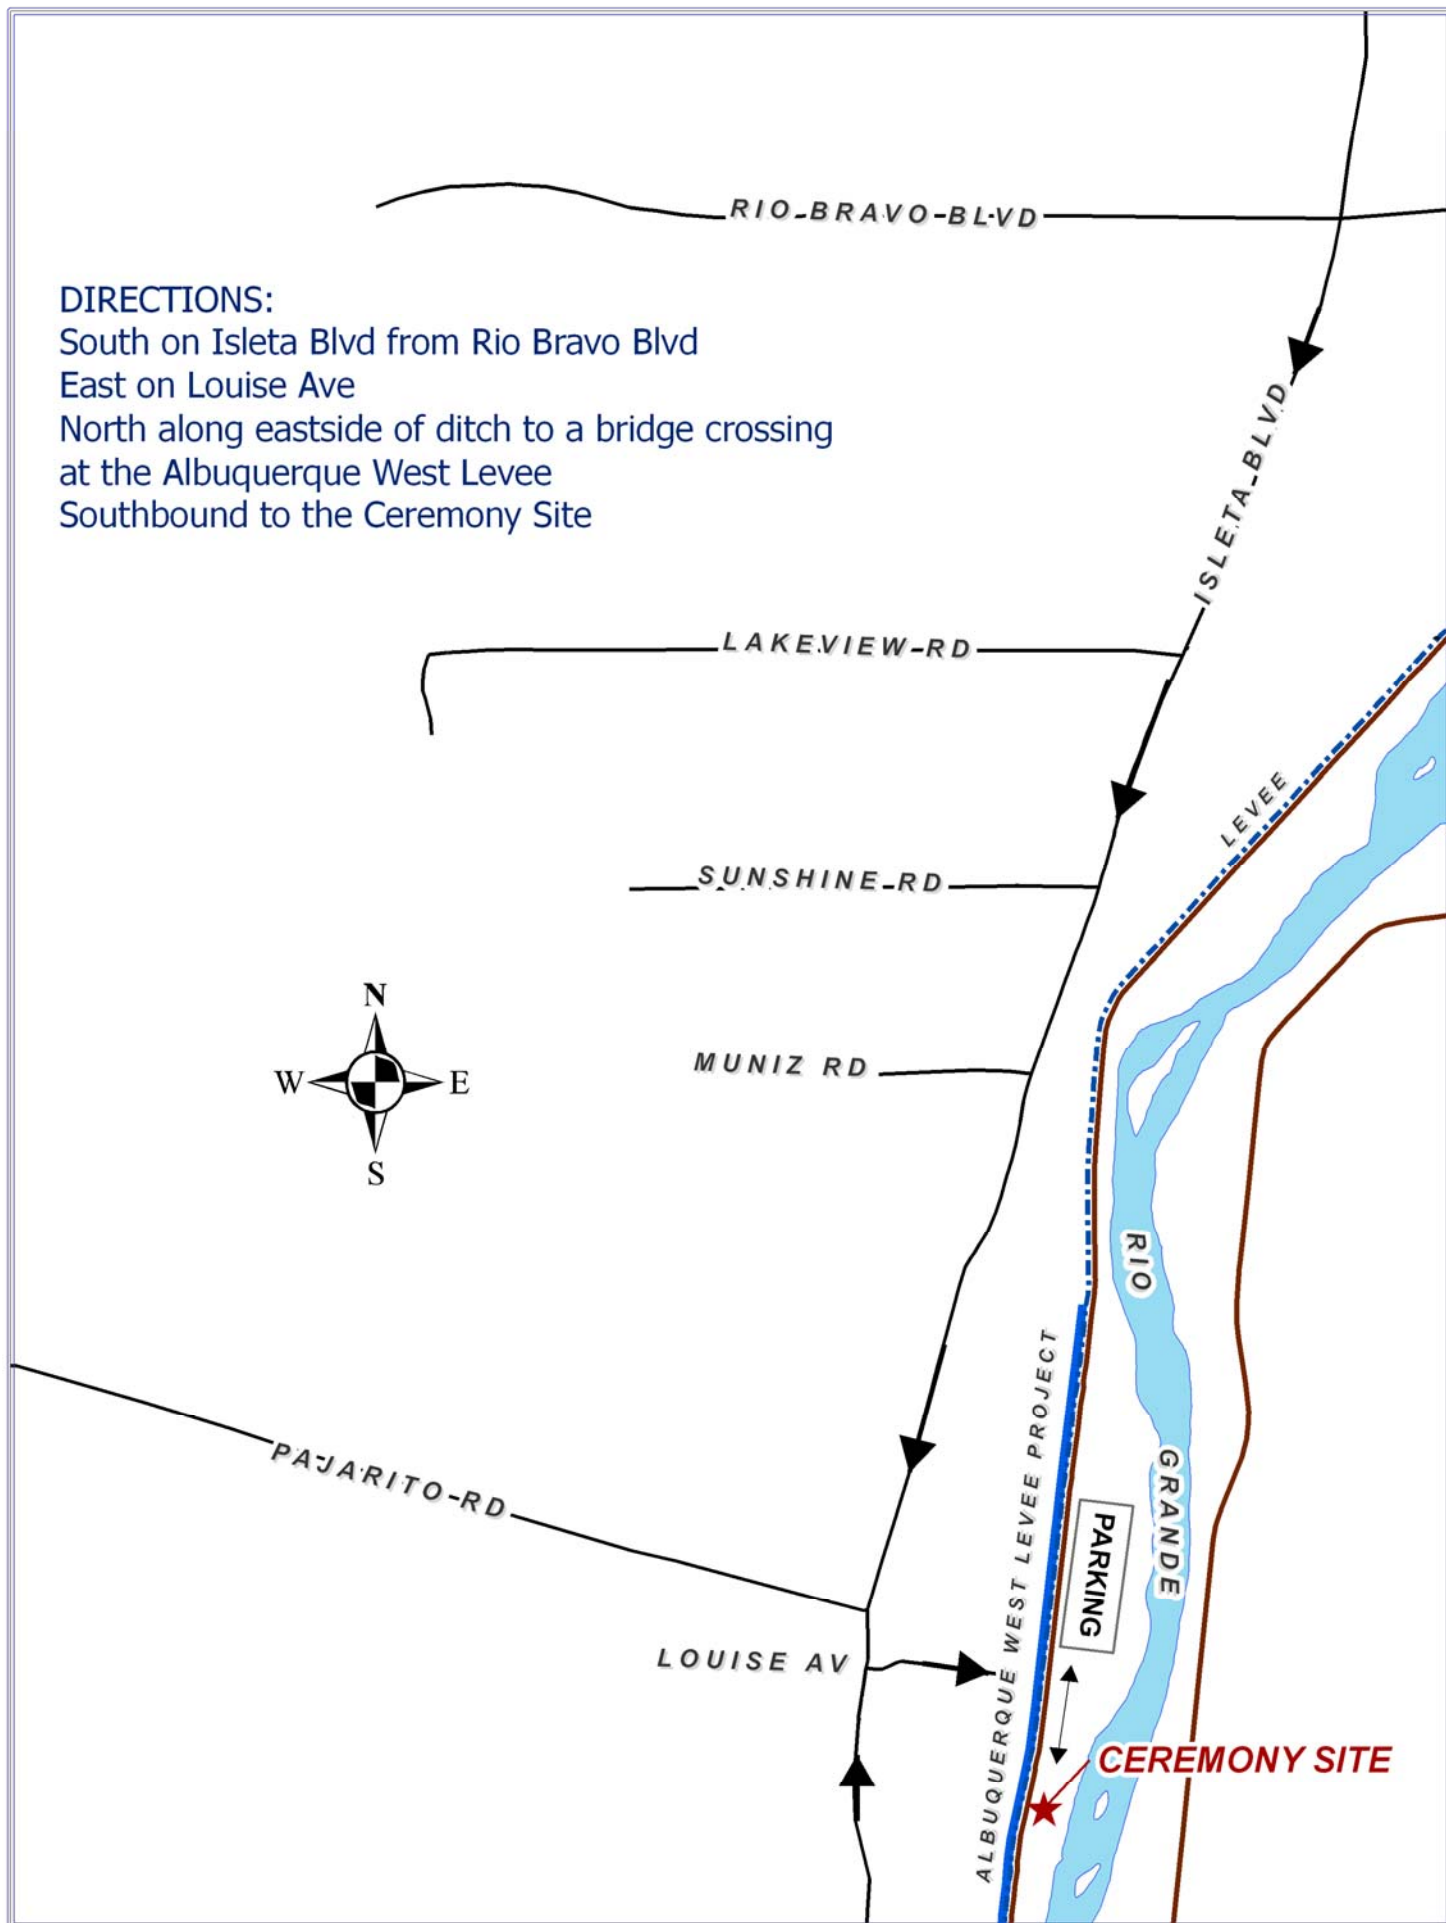 RIO BRAVO BLVD
DIRECTIONS:
South on Isleta Blvd from Rio Bravo Blvd
East on Louise Ave
North along eastside of ditch to a bridge crossing
at the Albuquerque West Levee
Southbound to the Ceremony Site
ISLETA BLVD
LAKEVIEW RD
LEVEE
SUNSHINE RD
N
W
E
S
MUNIZ RD
RIO
GRANDE
ALBUQUERQUE WEST LEVEE PROJECT
PAJARITO RD
PARKING
LOUISE AV
CEREMONY SITE